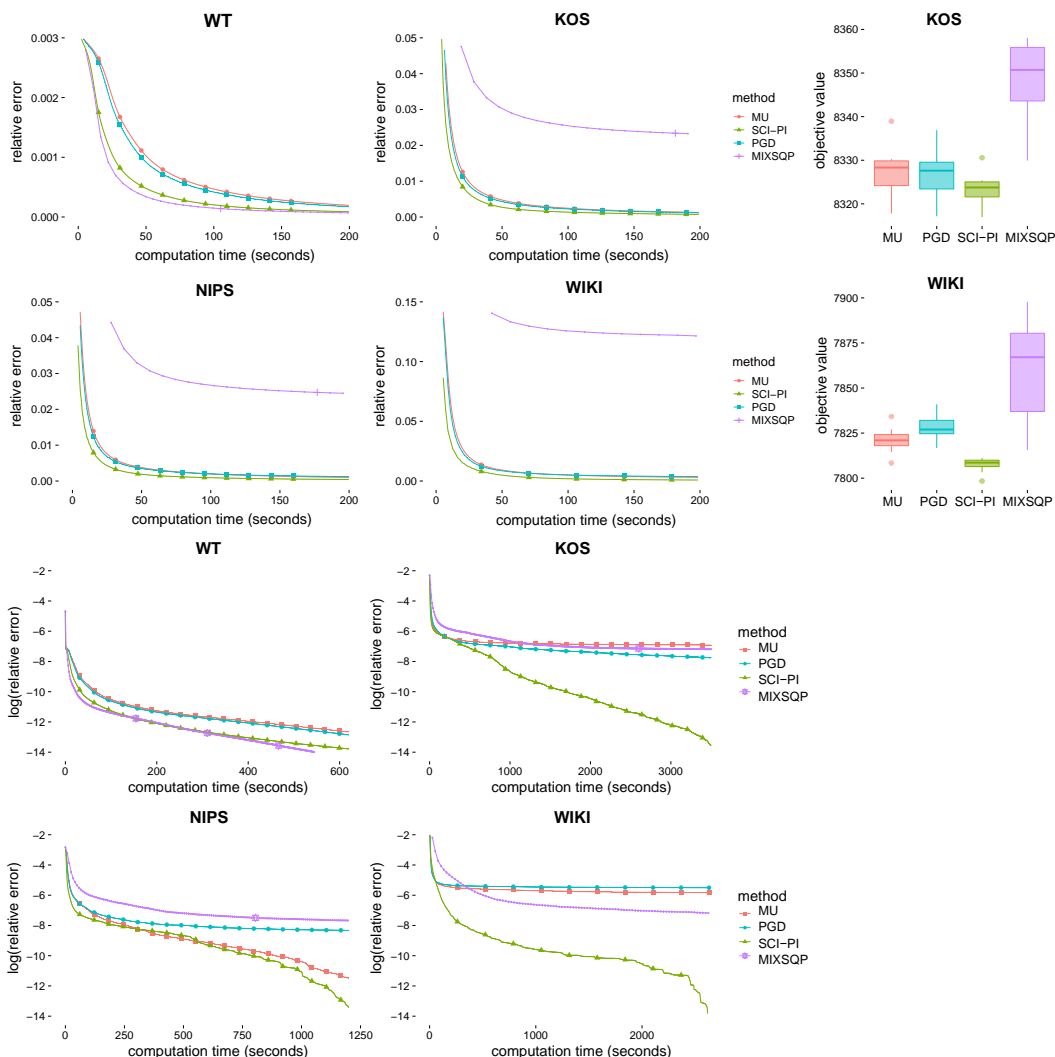 WT
relative error
0.003
0.002
0.001
0.000
0 50 100 150 200
computation time (seconds)
KOS
relative error
0.05
0.04
0.03
0.02
0.01
0.00
0 50 100 150 200
computation time (seconds)
method
MU
SCI-PI
PGD
MIXSQP
KOS
objective value
8360
8350
8340
8330
8320
MU PGD SCI-PI MIXSQP
NIPS
relative error
0.05
0.04
0.03
0.02
0.01
0.00
0 50 100 150 200
computation time (seconds)
WIKI
relative error
0.15
0.10
0.05
0.00
0 50 100 150 200
computation time (seconds)
method
MU
SCI-PI
PGD
MIXSQP
WIKI
objective value
7900
7875
7850
7825
7800
MU PGD SCI-PI MIXSQP
WT
log(relative error)
-2
-4
-6
-8
-10
-12
-14
0 200 400 600
computation time (seconds)
KOS
log(relative error)
-2
-4
-6
-8
-10
-12
-14
0 1000 2000 3000
computation time (seconds)
method
MU
PGD
SCI-PI
MIXSQP
NIPS
log(relative error)
-2
-4
-6
-8
-10
-12
-14
0 250 500 750 1000 1250
computation time (seconds)
WIKI
log(relative error)
-2
-4
-6
-8
-10
-12
-14
0 1000 2000
computation time (seconds)
method
MU
PGD
SCI-PI
MIXSQP